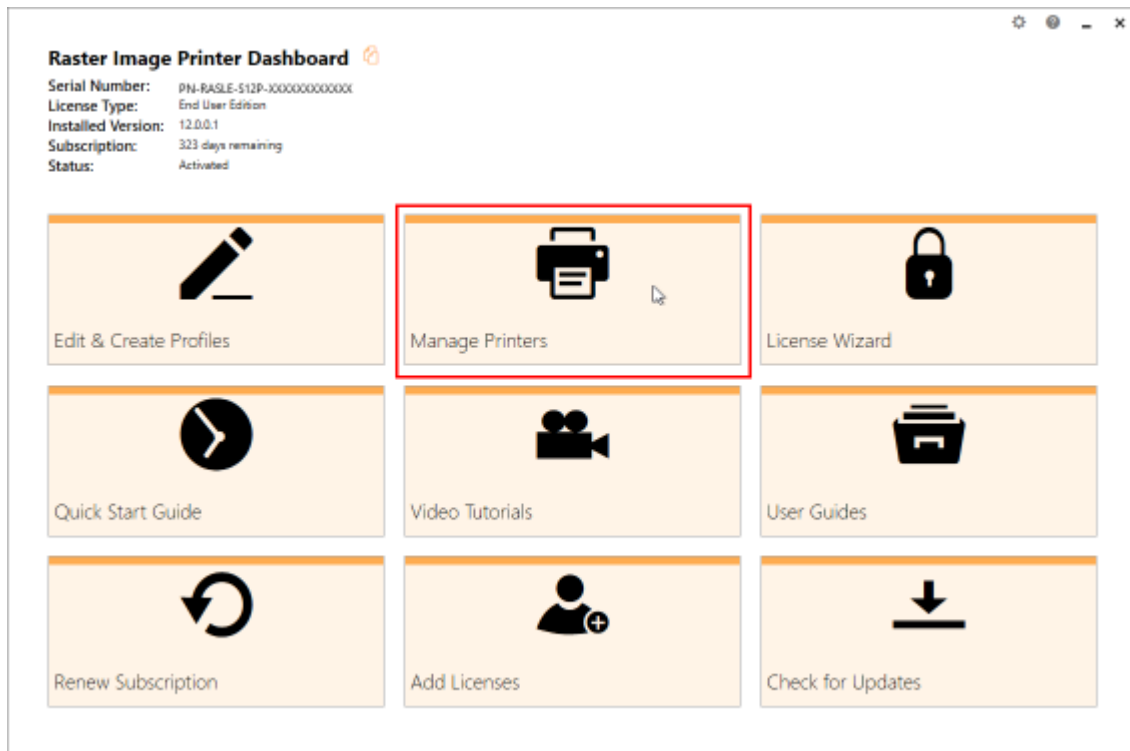 Raster Image Printer Dashboard
Serial Number: PN-RASLE-S12P-XXXXXXXXXXXX
License Type: End User Edition
Installed Version: 12.0.0.1
Subscription: 323 days remaining
Status: Activated
Edit & Create Profiles
Manage Printers
License Wizard
Quick Start Guide
Video Tutorials
User Guides
Renew Subscription
Add Licenses
Check for Updates